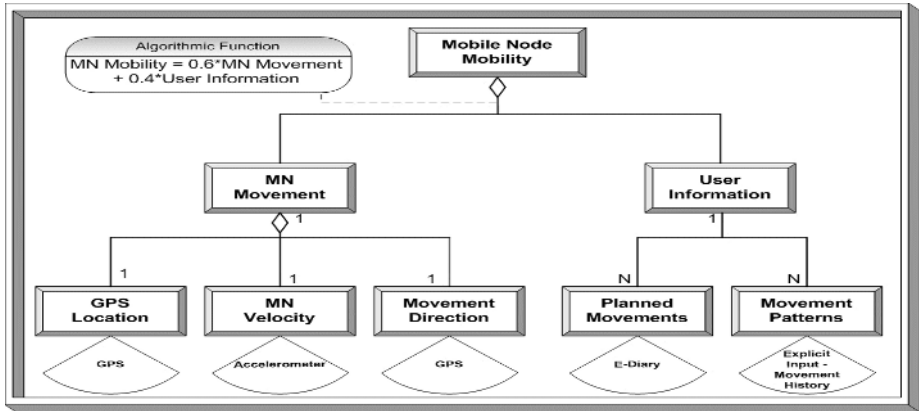 Algorithmic Function
MN Mobility = 0.6*MN Movement
+ 0.4*User Information
Mobile Node
Mobility
MN
Movement
User
Information
1
1
1
1
1
N
N
GPS
Location
MN
Velocity
Movement
Direction
Planned
Movements
Movement
Patterns
GPS
Accelerometer
GPS
E-Diary
Explicit
Input -
Movement
History